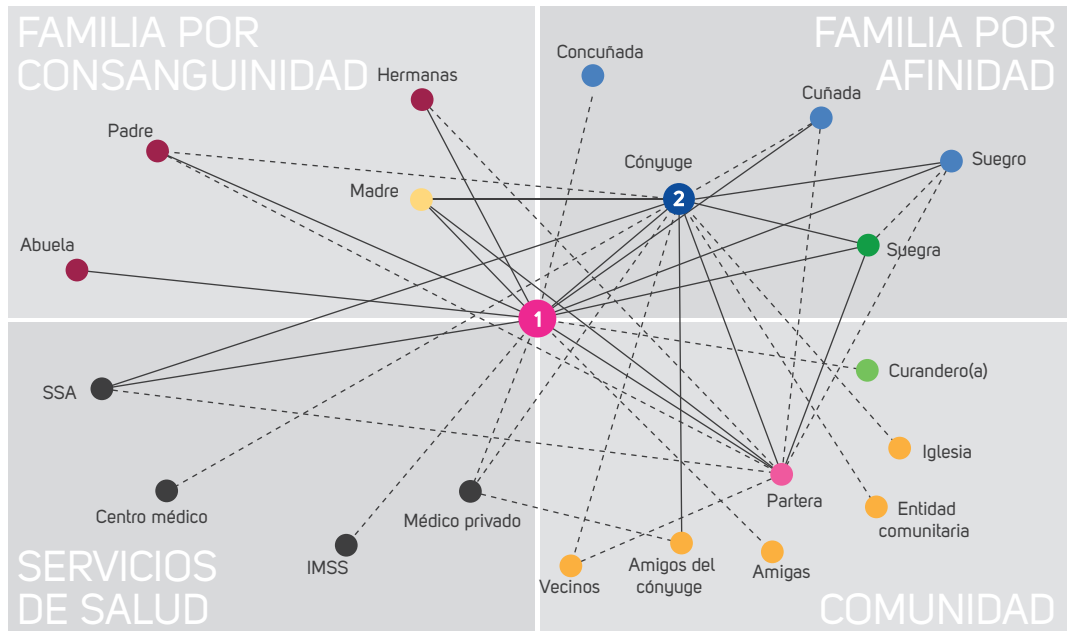 FAMILIA POR
CONSANGUINIDAD
Hermanas
Padre
Madre
Abuela
Concuñada
FAMILIA POR
AFINIDAD
Cuñada
Cónyuge
Suegro
2
Suegra
1
SSA
Centro médico
Médico privado
IMSS
SERVICIOS
DE SALUD
Curandero(a)
Iglesia
Partera
Entidad
comunitaria
Vecinos
Amigos del
cónyuge
Amigas
COMUNIDAD